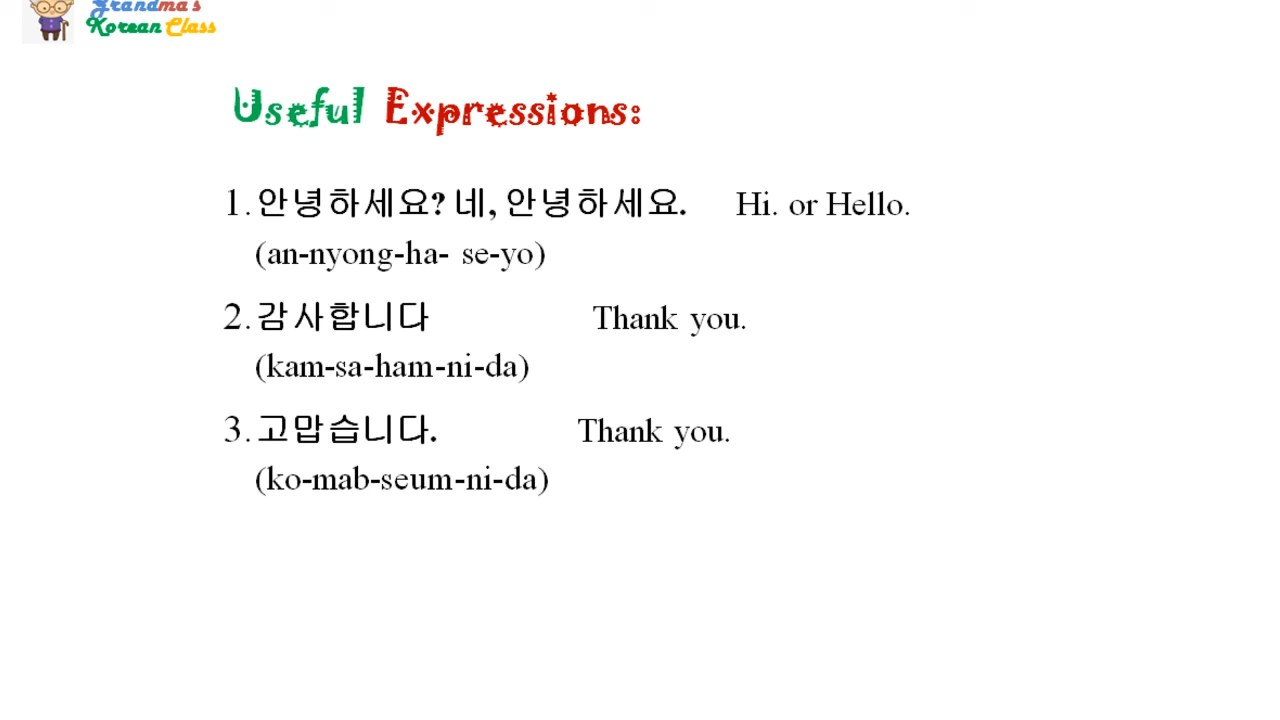 Grandma's
Korean Class
Useful Expressions:
1. 안녕하세요? 네, 안녕하세요. Hi. or Hello.
(an-nyong-ha- se-yo)
2. 감사합니다 Thank you.
(kam-sa-ham-ni-da)
3. 고맙습니다. Thank you.
(ko-mab-seum-ni-da)